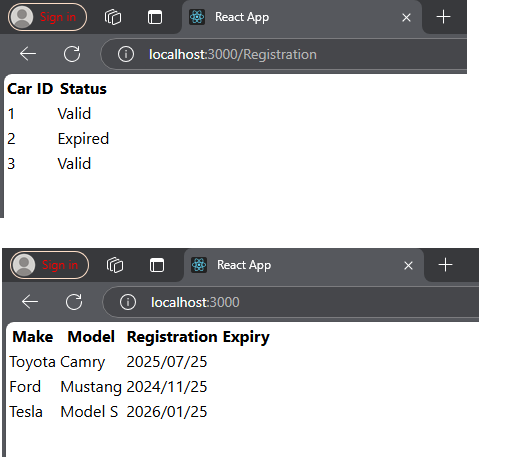 Sign in React App
localhost:3000/Registration
Car ID Status
1 Valid
2 Expired
3 Valid
Sign in React App
localhost:3000
Make Model Registration Expiry
Toyota Camry 2025/07/25
Ford Mustang 2024/11/25
Tesla Model S 2026/01/25